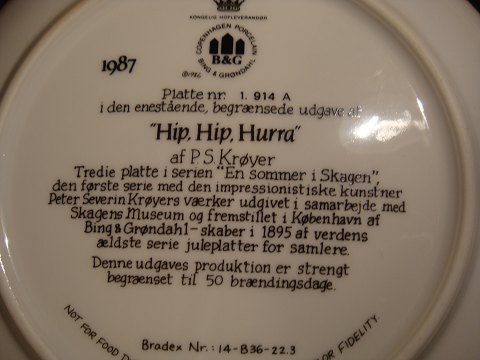 KONGELIG HOFLEVERANDØR
COPENHAGEN PORCELAIN
B&G
BING & GRØNDAHL
©1986
1987
Platte nr. 1. 914 A
i den enestående, begrænsede udgave af
"Hip, Hip, Hurra"
af P.S. Krøyer
Tredie platte i serien "En sommer i Skagen",
den første serie med den impressionistiske kunstner
Peter Severin Krøyers værker udgivet i samarbejde med
Skagens Museum og fremstillet i København af
Bing & Grøndahl - skaber i 1895 af verdens
ældste serie juleplatter for samlere.
Denne udgaves produktion er strengt
begrænset til 50 brændingsdage.
NOT FOR FOOD
FOR FIDELITY.
Bradex Nr.: 14-B36-22.3